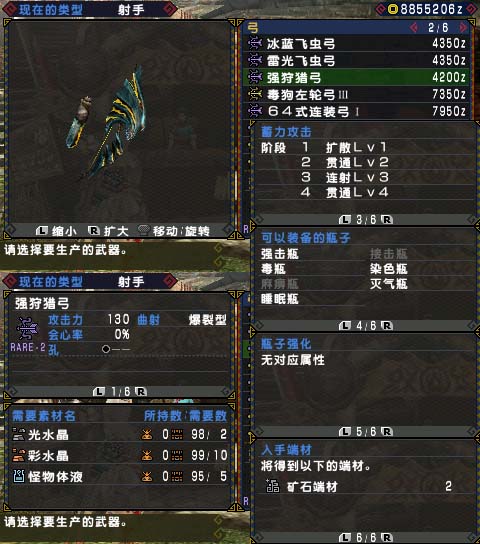 现在的类型 射手
缩小 扩大 移动/旋转
请选择要生产的武器。
8855206z
弓
2/6
冰蓝飞虫弓 4350z
雷光飞虫弓 4350z
强狩猎弓 4200z
毒狗左轮弓III 7350z
64式连装弓I 7950z
蓄力攻击
阶段 1 扩散Lv1
2 贯通Lv2
3 连射Lv3
4 贯通Lv4
L 3/6 R
可以装备的瓶子
强击瓶 接击瓶
毒瓶 染色瓶
麻痹瓶 灭气瓶
睡眠瓶
L 4/6 R
瓶子强化
无对应属性
L 5/6 R
入手端材
将得到以下的端材。
矿石端材 2
L 6/6 R
现在的类型 射手
强狩猎弓
攻击力 130 曲射 爆裂型
会心率 0%
RARE-2 孔 ---
L 1/6 R
需要素材名 所持数/需要数
光水晶 0 98/ 2
彩水晶 0 99/10
怪物体液 0 95/ 5
请选择要生产的武器。